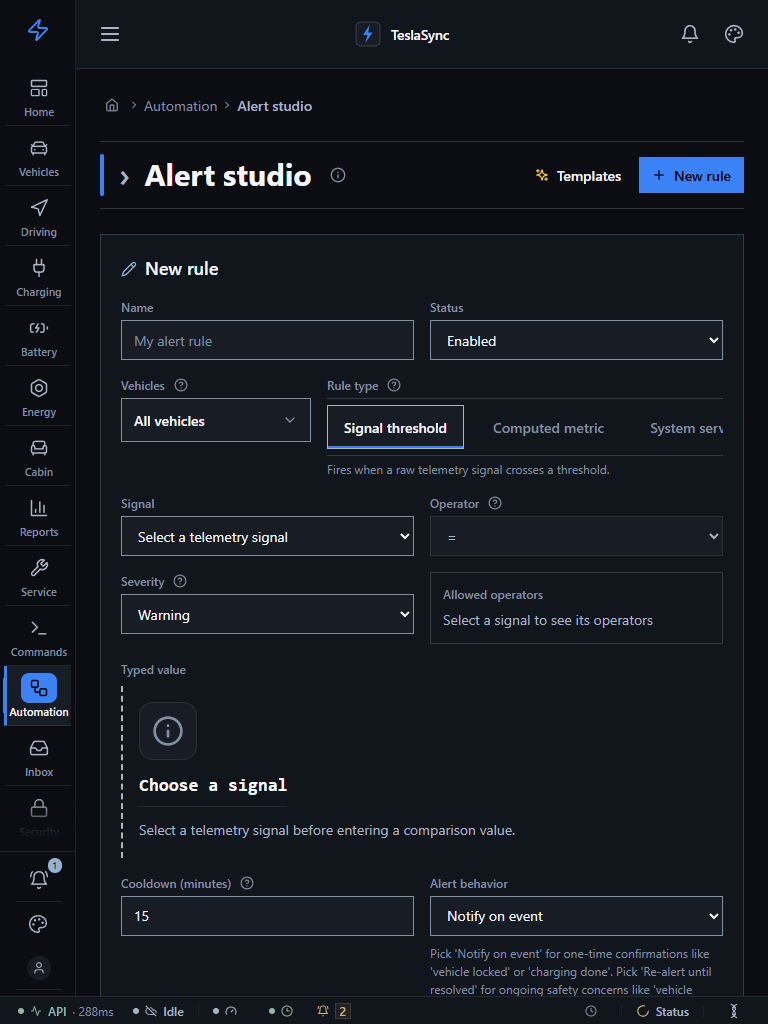 TeslaSync
Home
Vehicles
Driving
Charging
Battery
Energy
Cabin
Reports
Service
Commands
Automation
Inbox
Security
1
Automation
Alert studio
Alert studio
Templates
New rule
New rule
Name
Status
My alert rule
Enabled
Vehicles
Rule type
All vehicles
Signal threshold
Computed metric
System serv
Fires when a raw telemetry signal crosses a threshold.
Signal
Operator
Select a telemetry signal
=
Severity
Warning
Allowed operators
Select a signal to see its operators
Typed value
Choose a signal
Select a telemetry signal before entering a comparison value.
Cooldown (minutes)
Alert behavior
15
Notify on event
Pick 'Notify on event' for one-time confirmations like
'vehicle locked' or 'charging done'. Pick 'Re-alert until
resolved' for ongoing safety concerns like 'vehicle
API · 288ms
Idle
2
Status